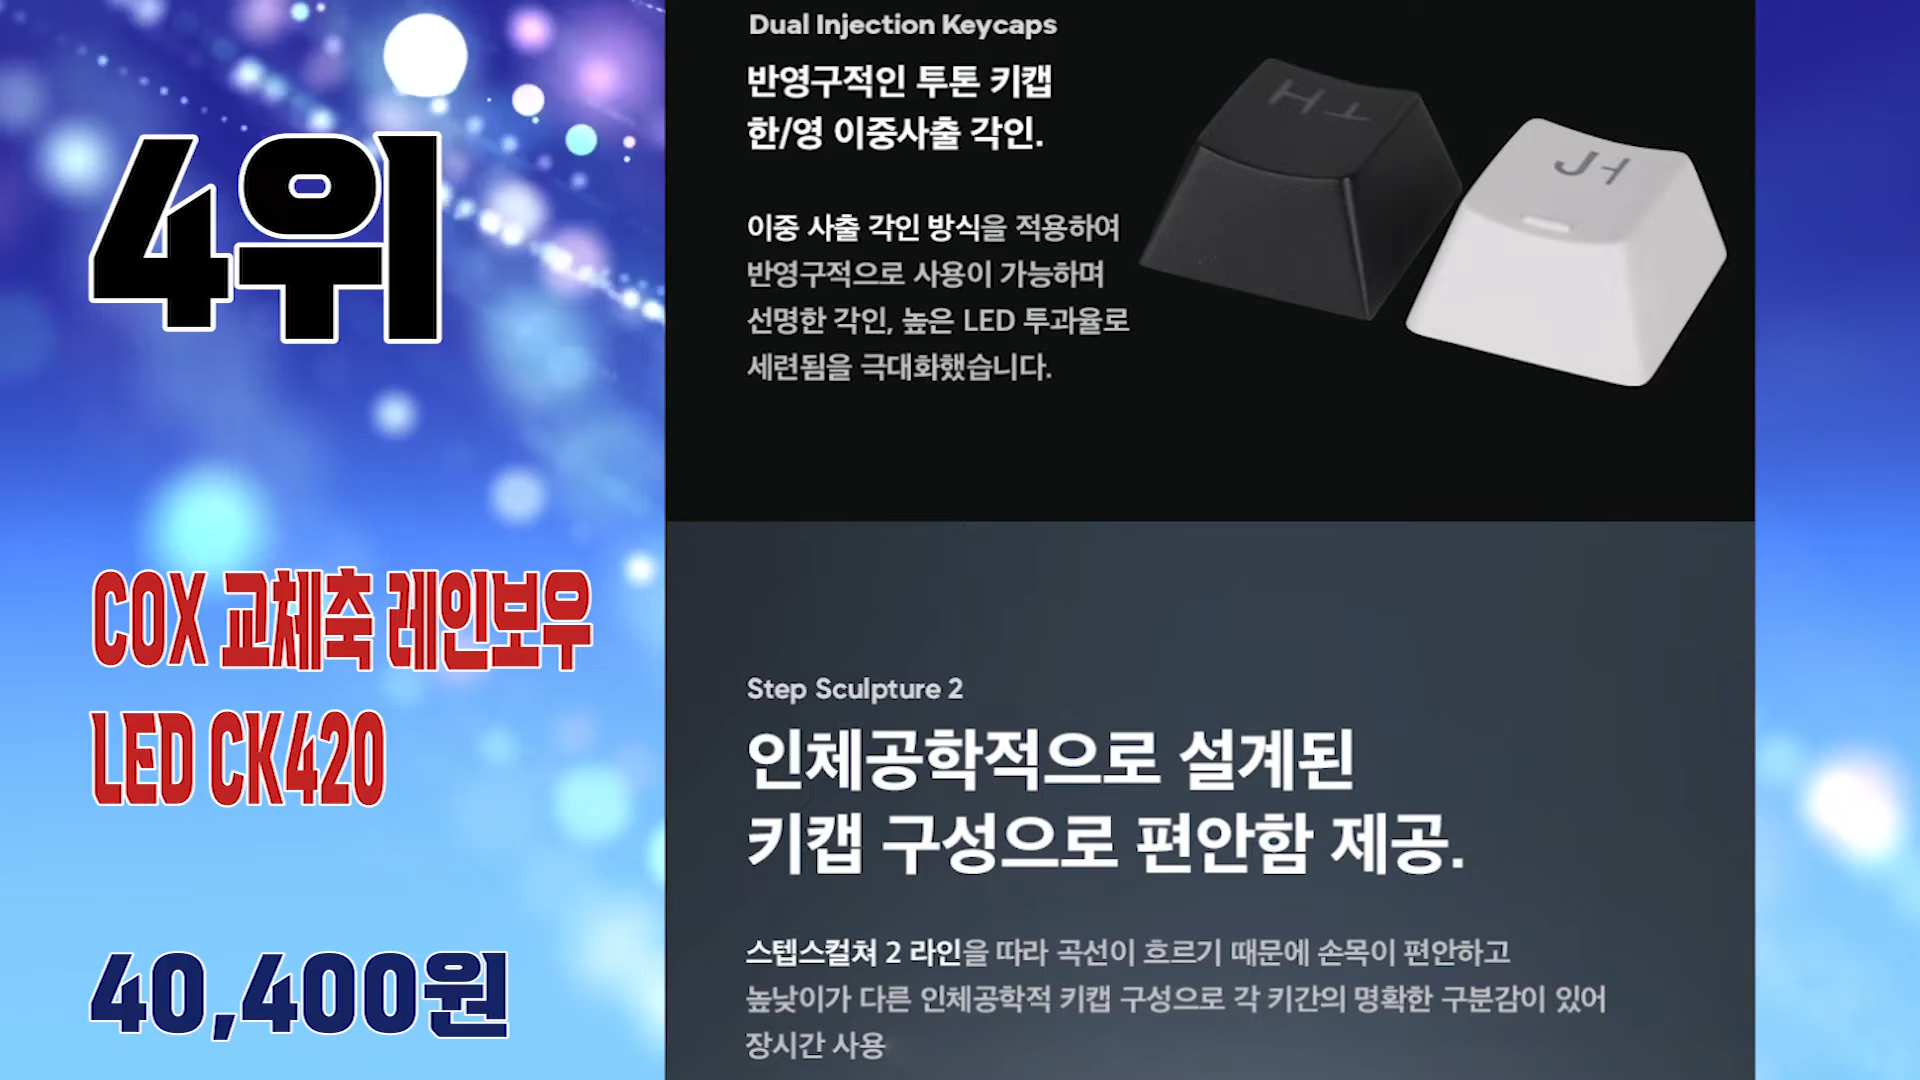 4위
COX 교체축 레인보우
LED CK420
40,400원
Dual Injection Keycaps
반영구적인 투톤 키캡
한/영 이중사출 각인.
이중 사출 각인 방식을 적용하여
반영구적으로 사용이 가능하며
선명한 각인, 높은 LED 투과율로
세련됨을 극대화했습니다.
Step Sculpture 2
인체공학적으로 설계된
키캡 구성으로 편안함 제공.
스텝스컬쳐 2 라인을 따라 곡선이 흐르기 때문에 손목이 편안하고
높낮이가 다른 인체공학적 키캡 구성으로 각 키간의 명확한 구분감이 있어
장시간 사용